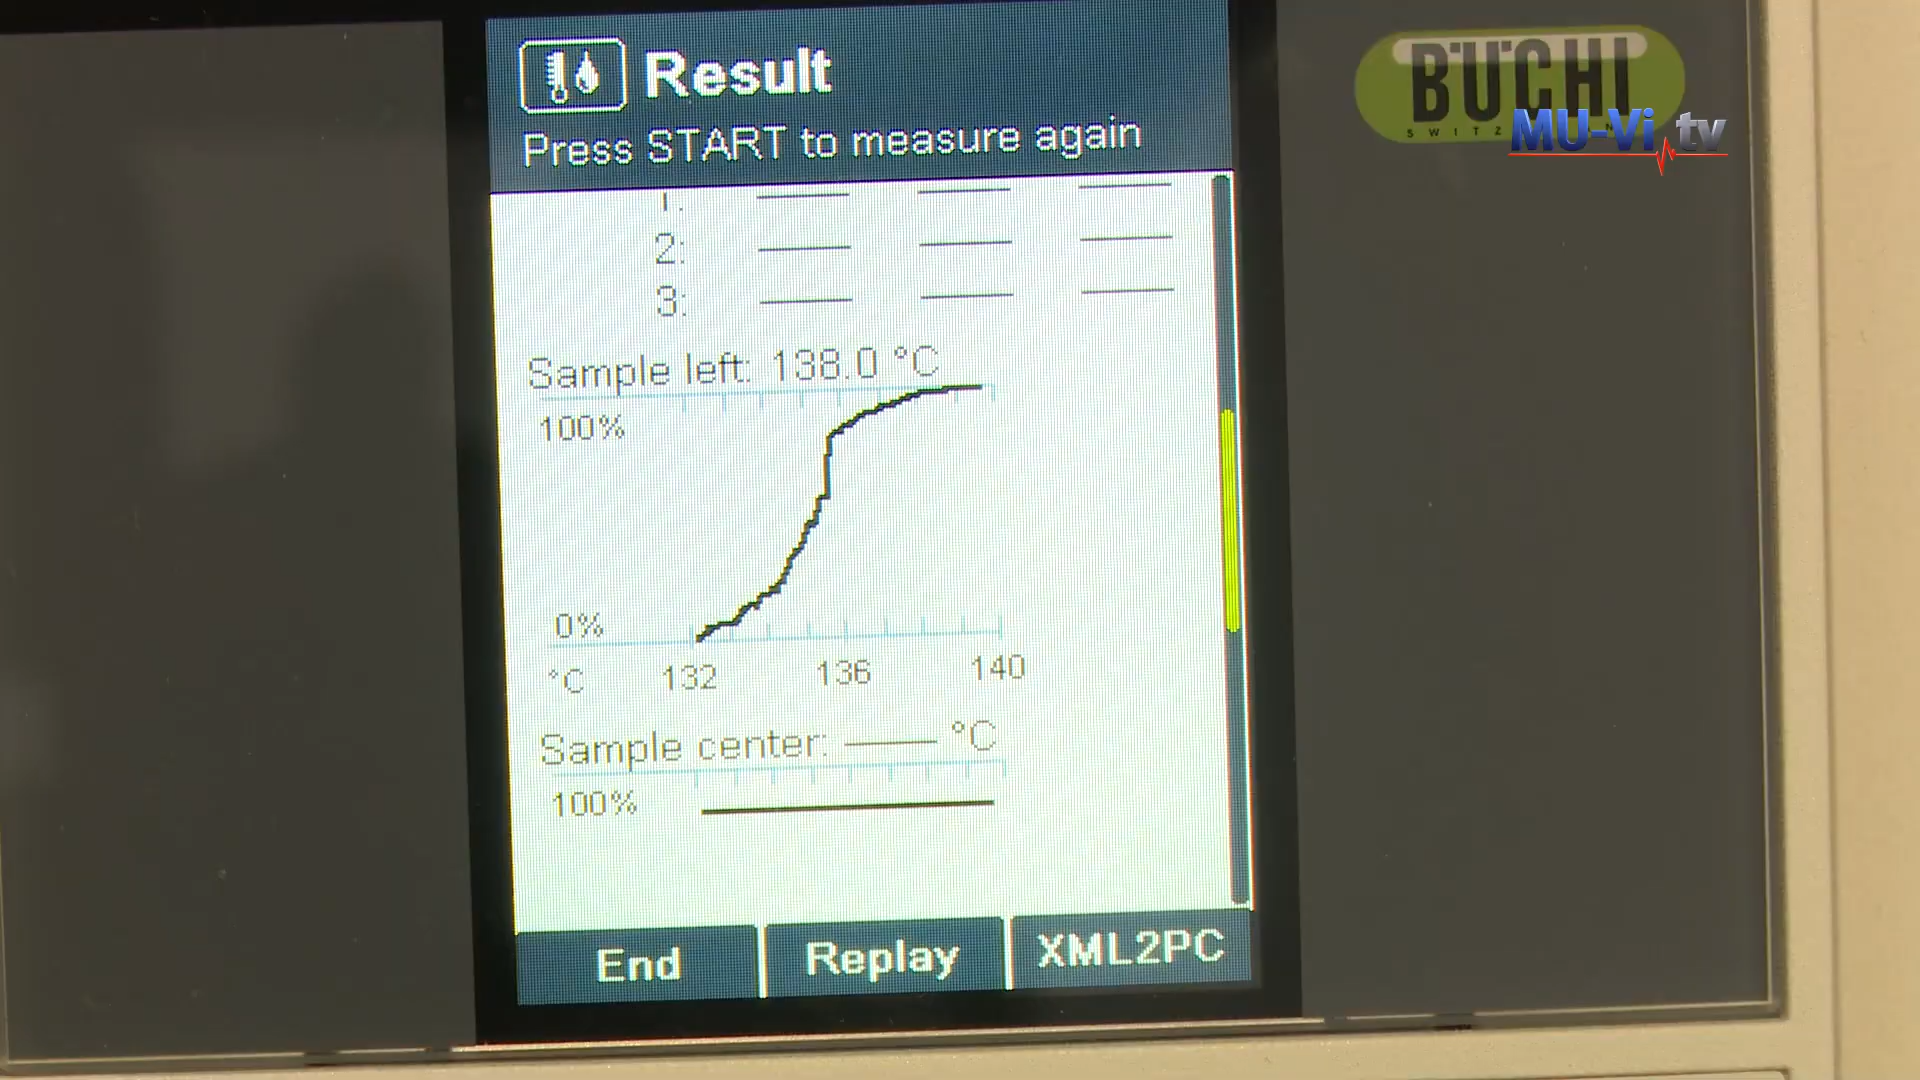 Result
Press START to measure again
BÜCHI
MU-Vi.tv
1:
2:
3:
Sample left: 138.0 °C
100%
0%
°C 132 136 140
Sample center: —— °C
100%
End Replay XML2PC